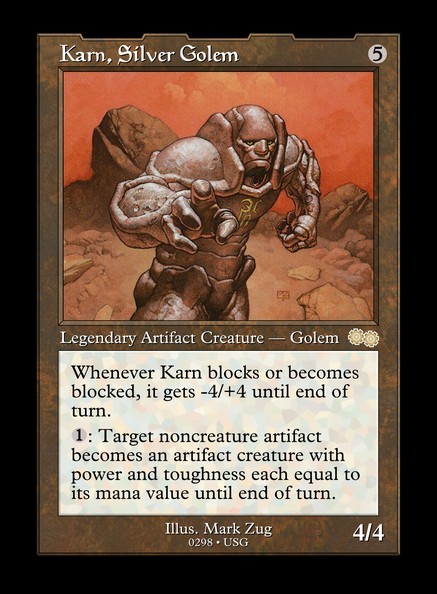 Karn, Silver Golem 5
Legendary Artifact Creature — Golem
Whenever Karn blocks or becomes
blocked, it gets -4/+4 until end of
turn.
1: Target noncreature artifact
becomes an artifact creature with
power and toughness each equal to
its mana value until end of turn.
Illus. Mark Zug
0298 • USG
4/4